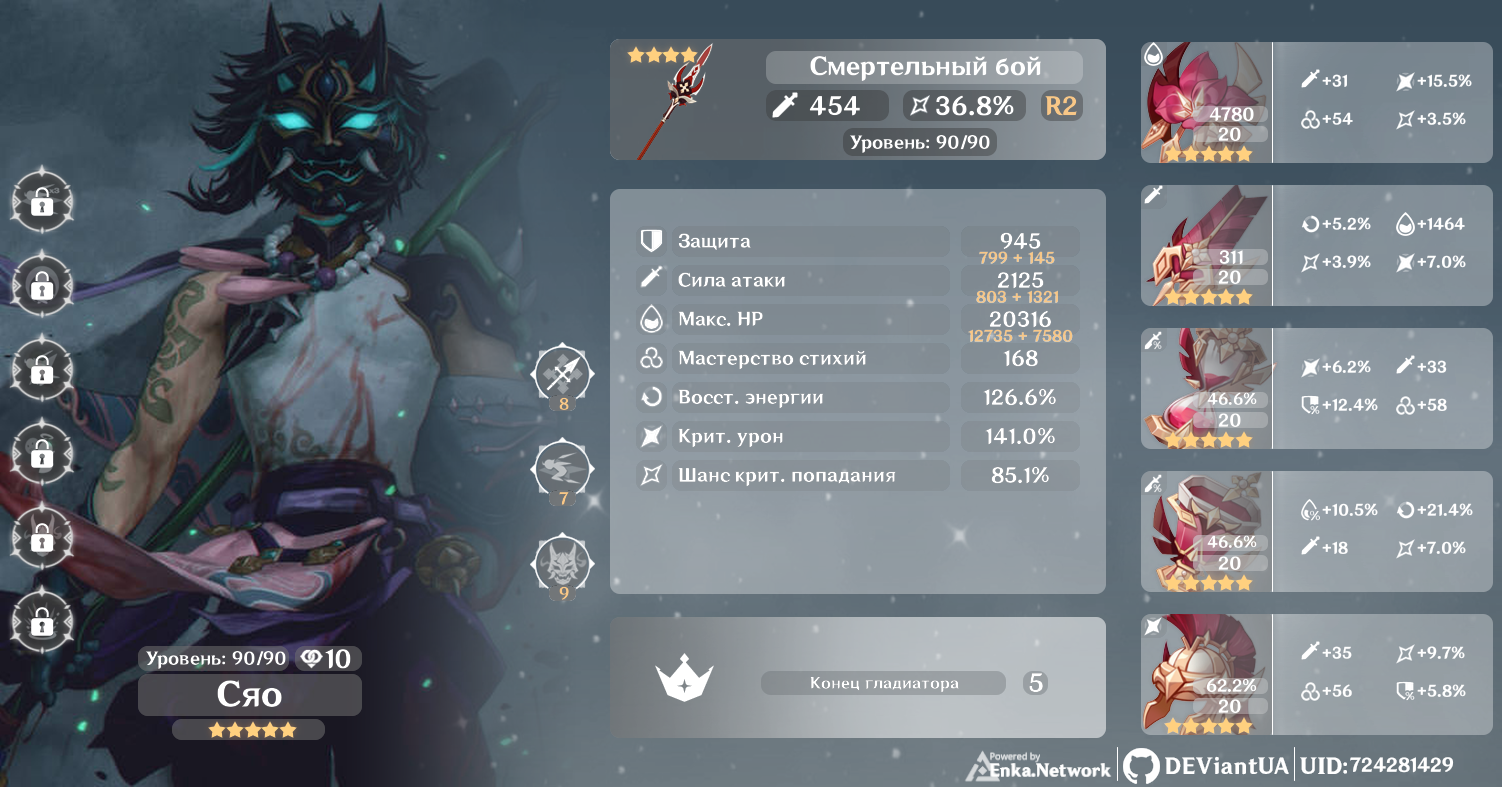 Смертельный бой
454
36.8%
R2
Уровень: 90/90
Защита
945
799 + 145
Сила атаки
2125
803 + 1321
Макс. HP
20316
12735 + 7580
Мастерство стихий
168
Восст. энергии
126.6%
Крит. урон
141.0%
Шанс крит. попадания
85.1%
8
7
9
Уровень: 90/90
10
Сяо
Конец гладиатора
5
4780
20
+31
+15.5%
+54
+3.5%
311
20
+5.2%
+1464
+3.9%
+7.0%
46.6%
20
+6.2%
+33
+12.4%
+58
46.6%
20
+10.5%
+21.4%
+18
+7.0%
62.2%
20
+35
+9.7%
+56
+5.8%
Powered by
Enka.Network
DEViantUA
UID:724281429